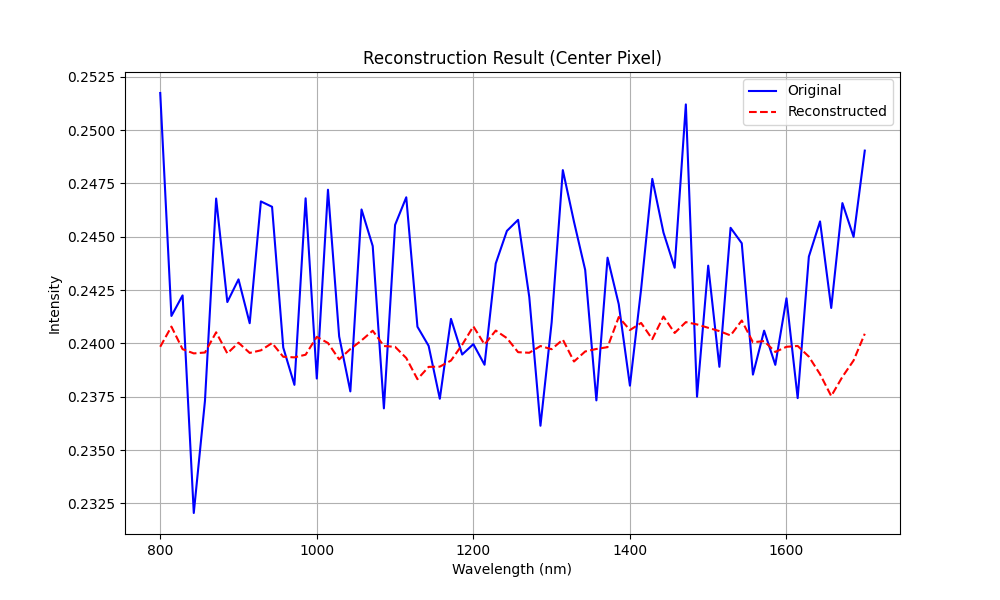 Reconstruction Result (Center Pixel)
Original
Reconstructed
0.2525
0.2500
0.2475
0.2450
0.2425
0.2400
0.2375
0.2350
0.2325
Intensity
800 1000 1200 1400 1600
Wavelength (nm)